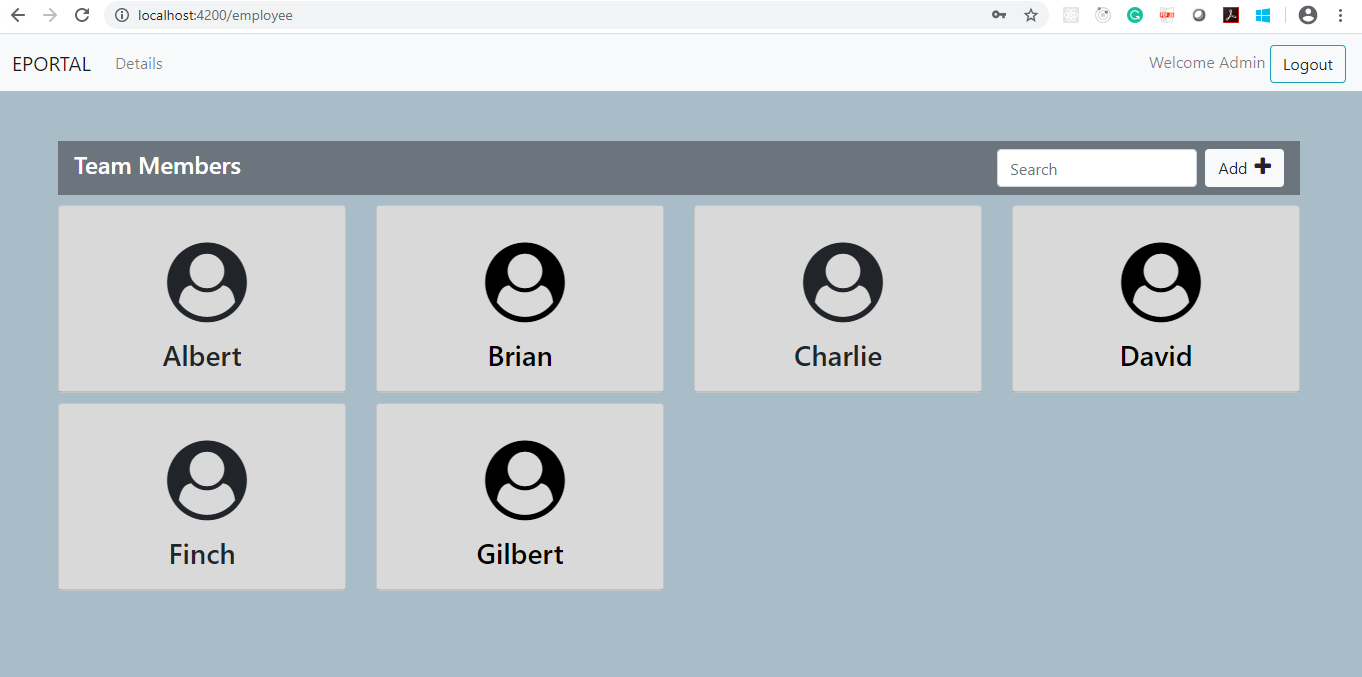 localhost:4200/employee
EPORTAL Details Welcome Admin Logout
Team Members Search Add
Albert Brian Charlie David
Finch Gilbert